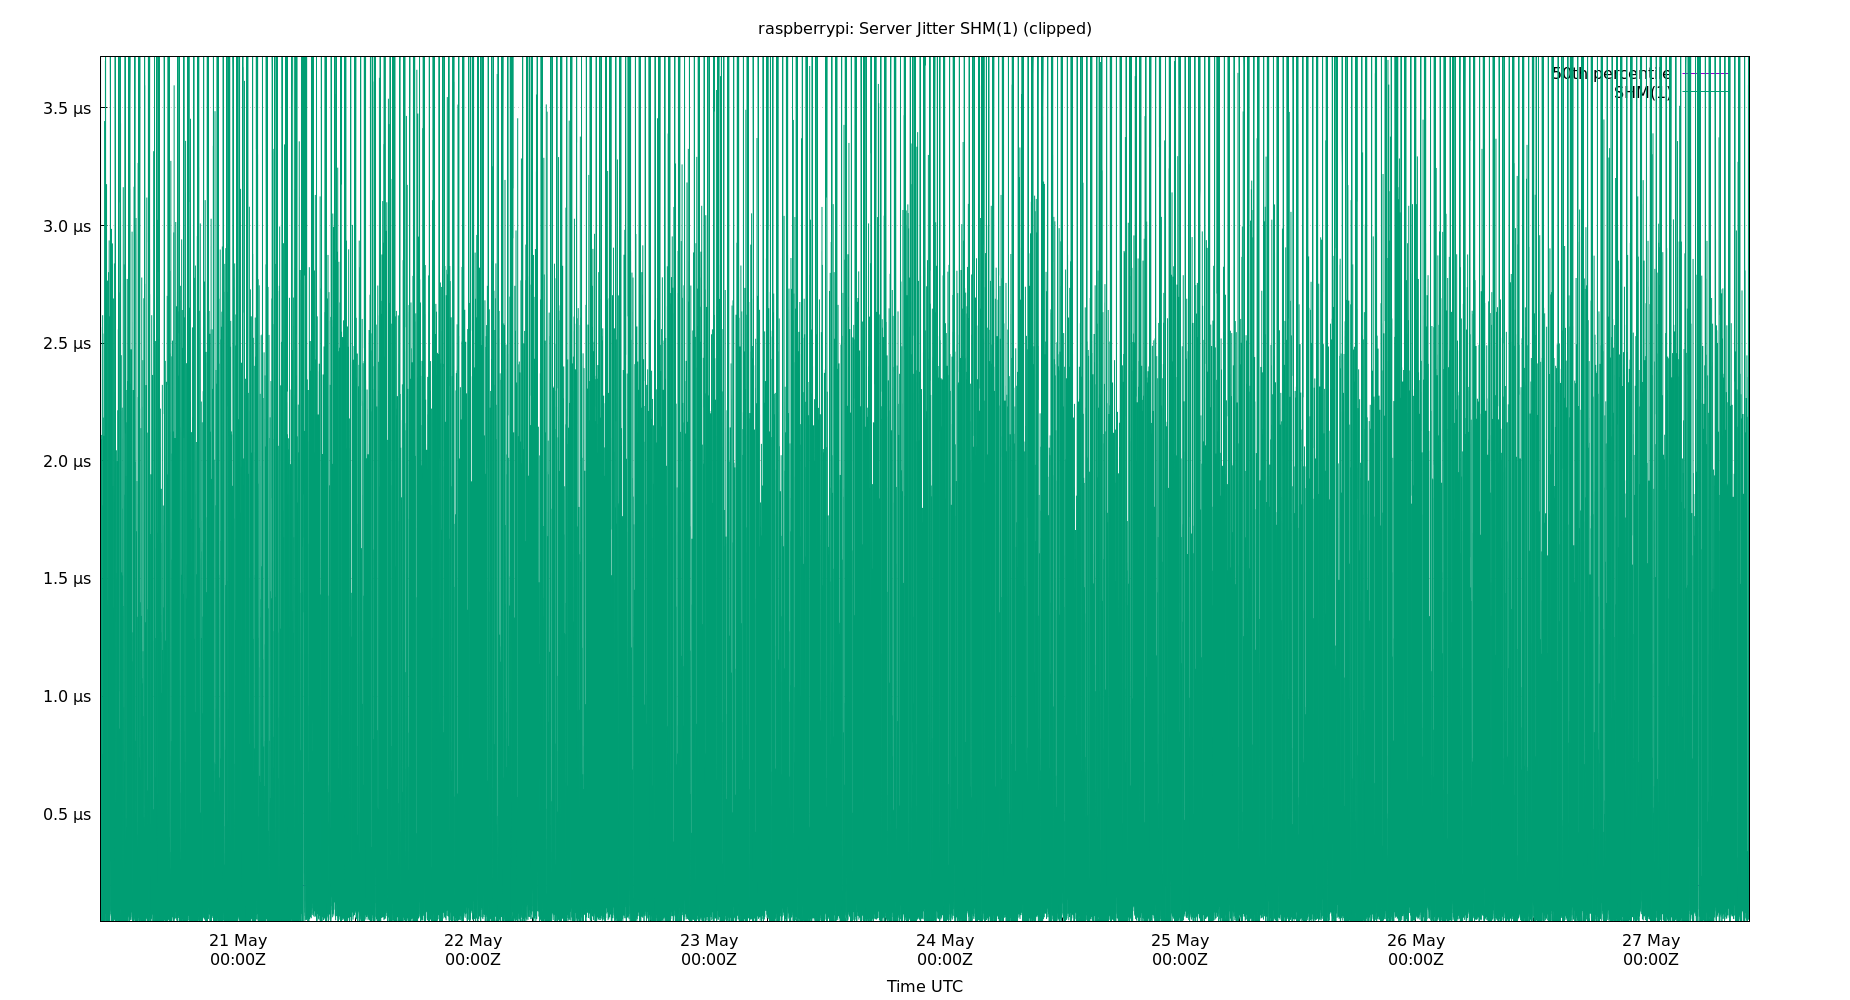 raspberrypi: Server Jitter SHM(1) (clipped)
50th percentile
SHM(1)
3.5 µs
3.0 µs
2.5 µs
2.0 µs
1.5 µs
1.0 µs
0.5 µs
21 May 22 May 23 May 24 May 25 May 26 May 27 May
00:00Z 00:00Z 00:00Z 00:00Z 00:00Z 00:00Z 00:00Z
Time UTC